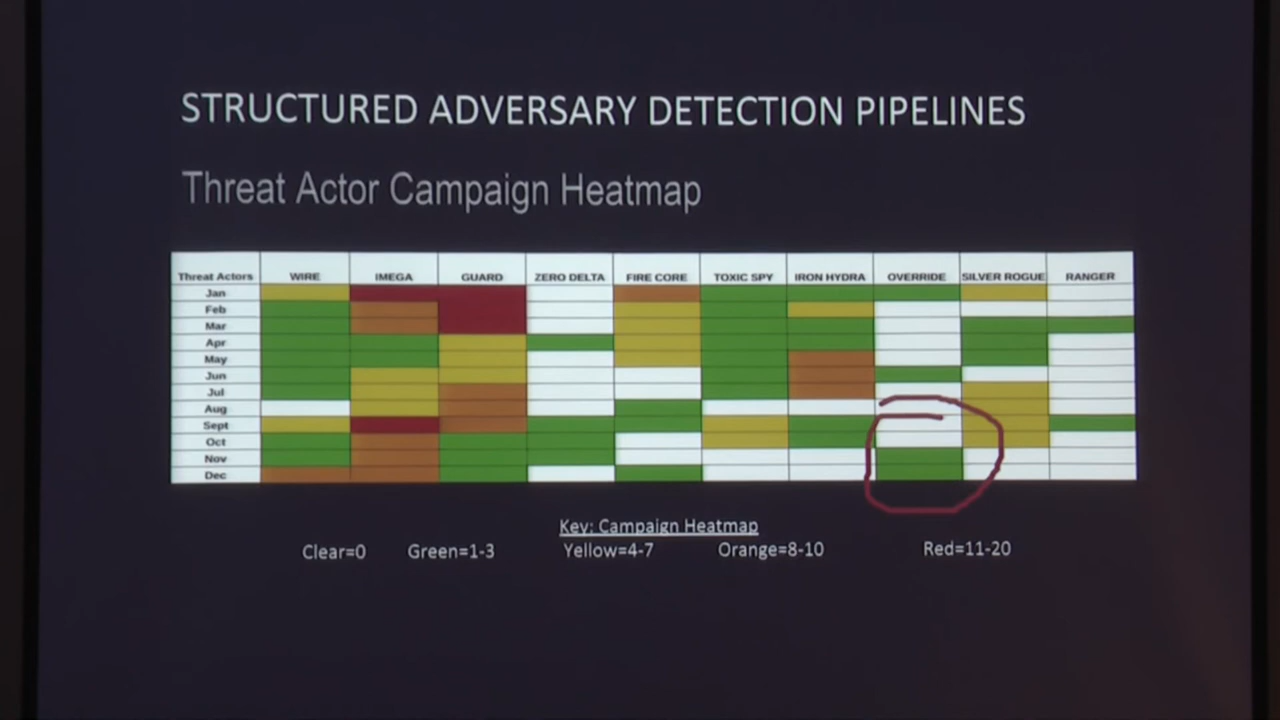 STRUCTURED ADVERSARY DETECTION PIPELINES
Threat Actor Campaign Heatmap
Threat Actors WIRE IMEGA GUARD ZERO DELTA FIRE CORE TOXIC SPY IRON HYDRA OVERRIDE SILVER ROGUE RANGER
Jan
Feb
Mar
Apr
May
Jun
Jul
Aug
Sept
Oct
Nov
Dec
Key: Campaign Heatmap
Clear=0 Green=1-3 Yellow=4-7 Orange=8-10 Red=11-20